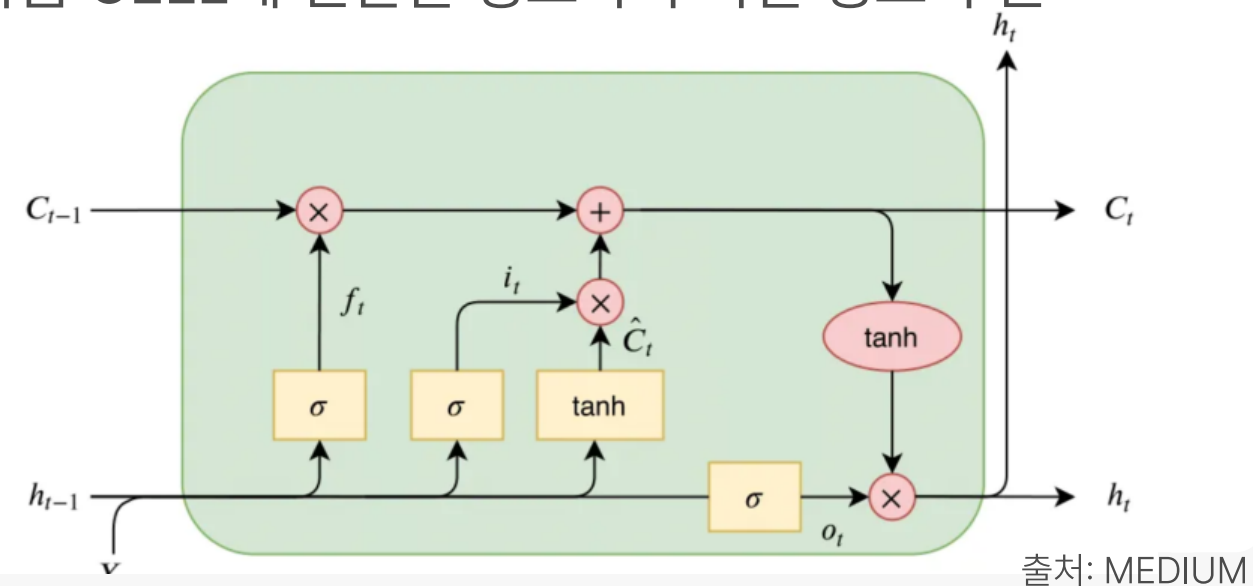 h_t
C_{t-1} × + C_t
f_t i_t × Ĉ_t tanh
σ σ tanh
h_{t-1} σ o_t × h_t
출처: MEDIUM